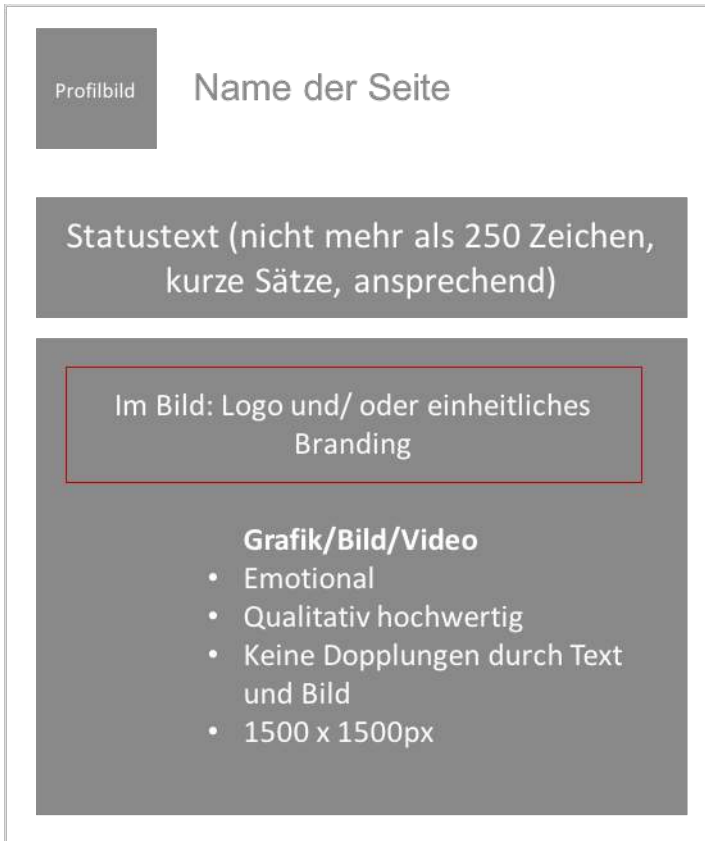 Profilbild
Name der Seite
Statustext (nicht mehr als 250 Zeichen,
kurze Sätze, ansprechend)
Im Bild: Logo und/ oder einheitliches
Branding
Grafik/Bild/Video
• Emotional
• Qualitativ hochwertig
• Keine Dopplungen durch Text
und Bild
• 1500 x 1500px